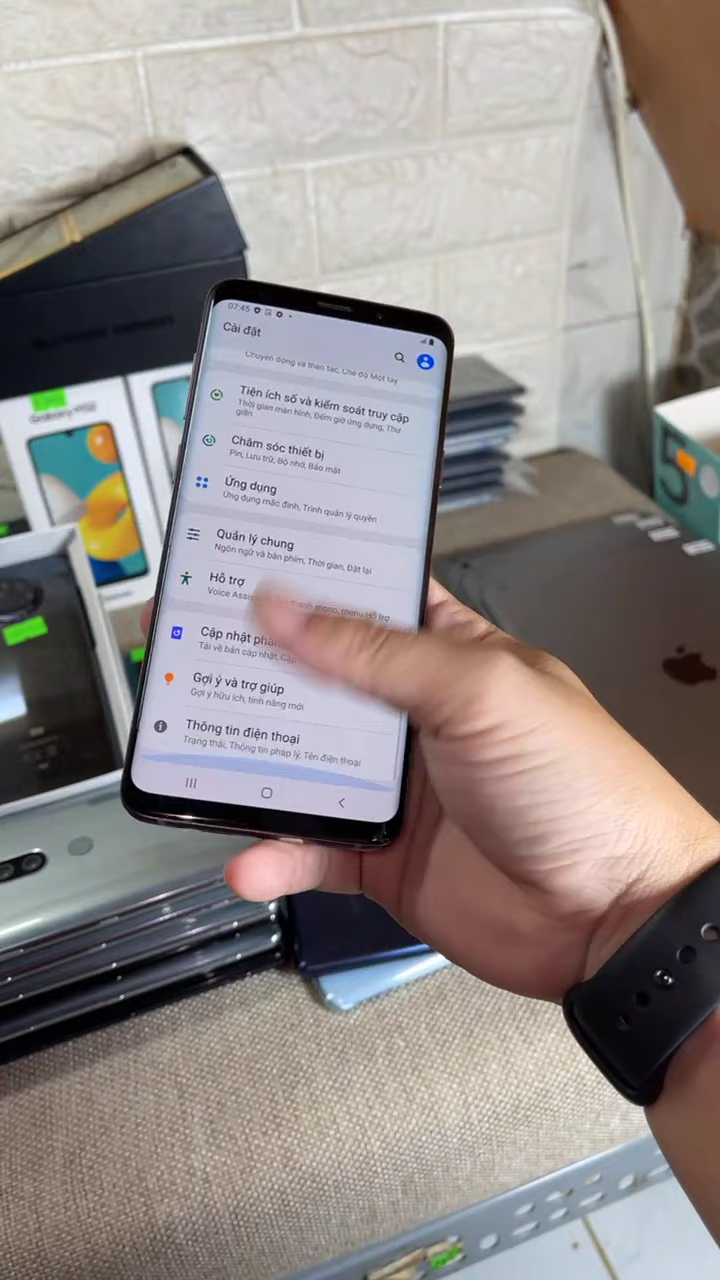 07:45
Cài đặt
Chuyển động và thao tác, Chế độ Một tay
Tiện ích số và kiểm soát truy cập
Thời gian màn hình, Đếm giờ ứng dụng, Thư
giãn
Chăm sóc thiết bị
Pin, Lưu trữ, Bộ nhớ, Bảo mật
Ứng dụng
Ứng dụng mặc định, Trình quản lý quyền
Quản lý chung
Ngôn ngữ và bàn phím, Thời gian, Đặt lại
Hỗ trợ
menu Hỗ trợ
Cập nhật
Tải về bản cập nhật,
Gợi ý và trợ giúp
Gợi ý hữu ích, tính năng mới
Thông tin điện thoại
Trạng thái, Thông tin pháp lý, Tên điện thoại
Galaxy
5